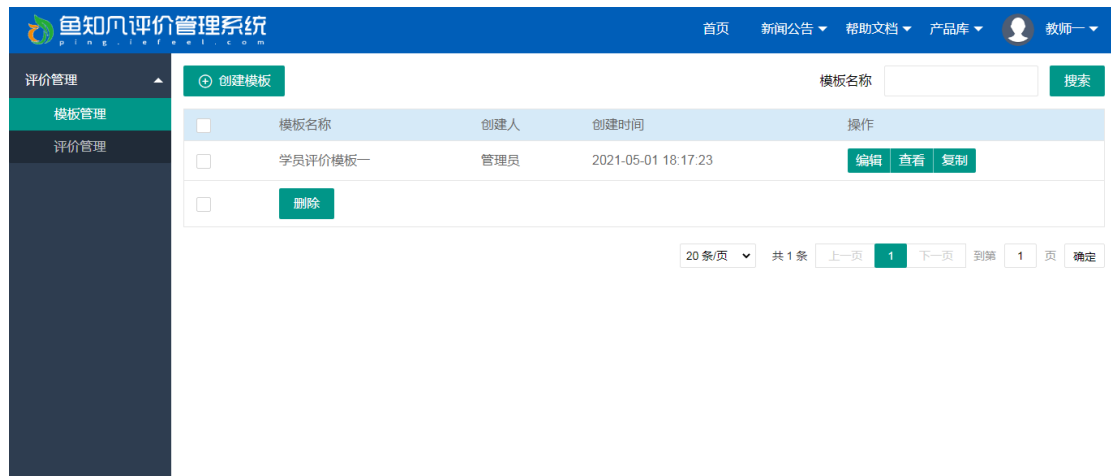 鱼知凡评价管理系统
ping.iefeel.com
首页 新闻公告 帮助文档 产品库 教师一
评价管理
模板管理
评价管理
创建模板 模板名称 搜索
模板名称 创建人 创建时间 操作
学员评价模板一 管理员 2021-05-01 18:17:23 编辑 查看 复制
删除
20 条/页 共 1 条 上一页 1 下一页 到第 1 页 确定